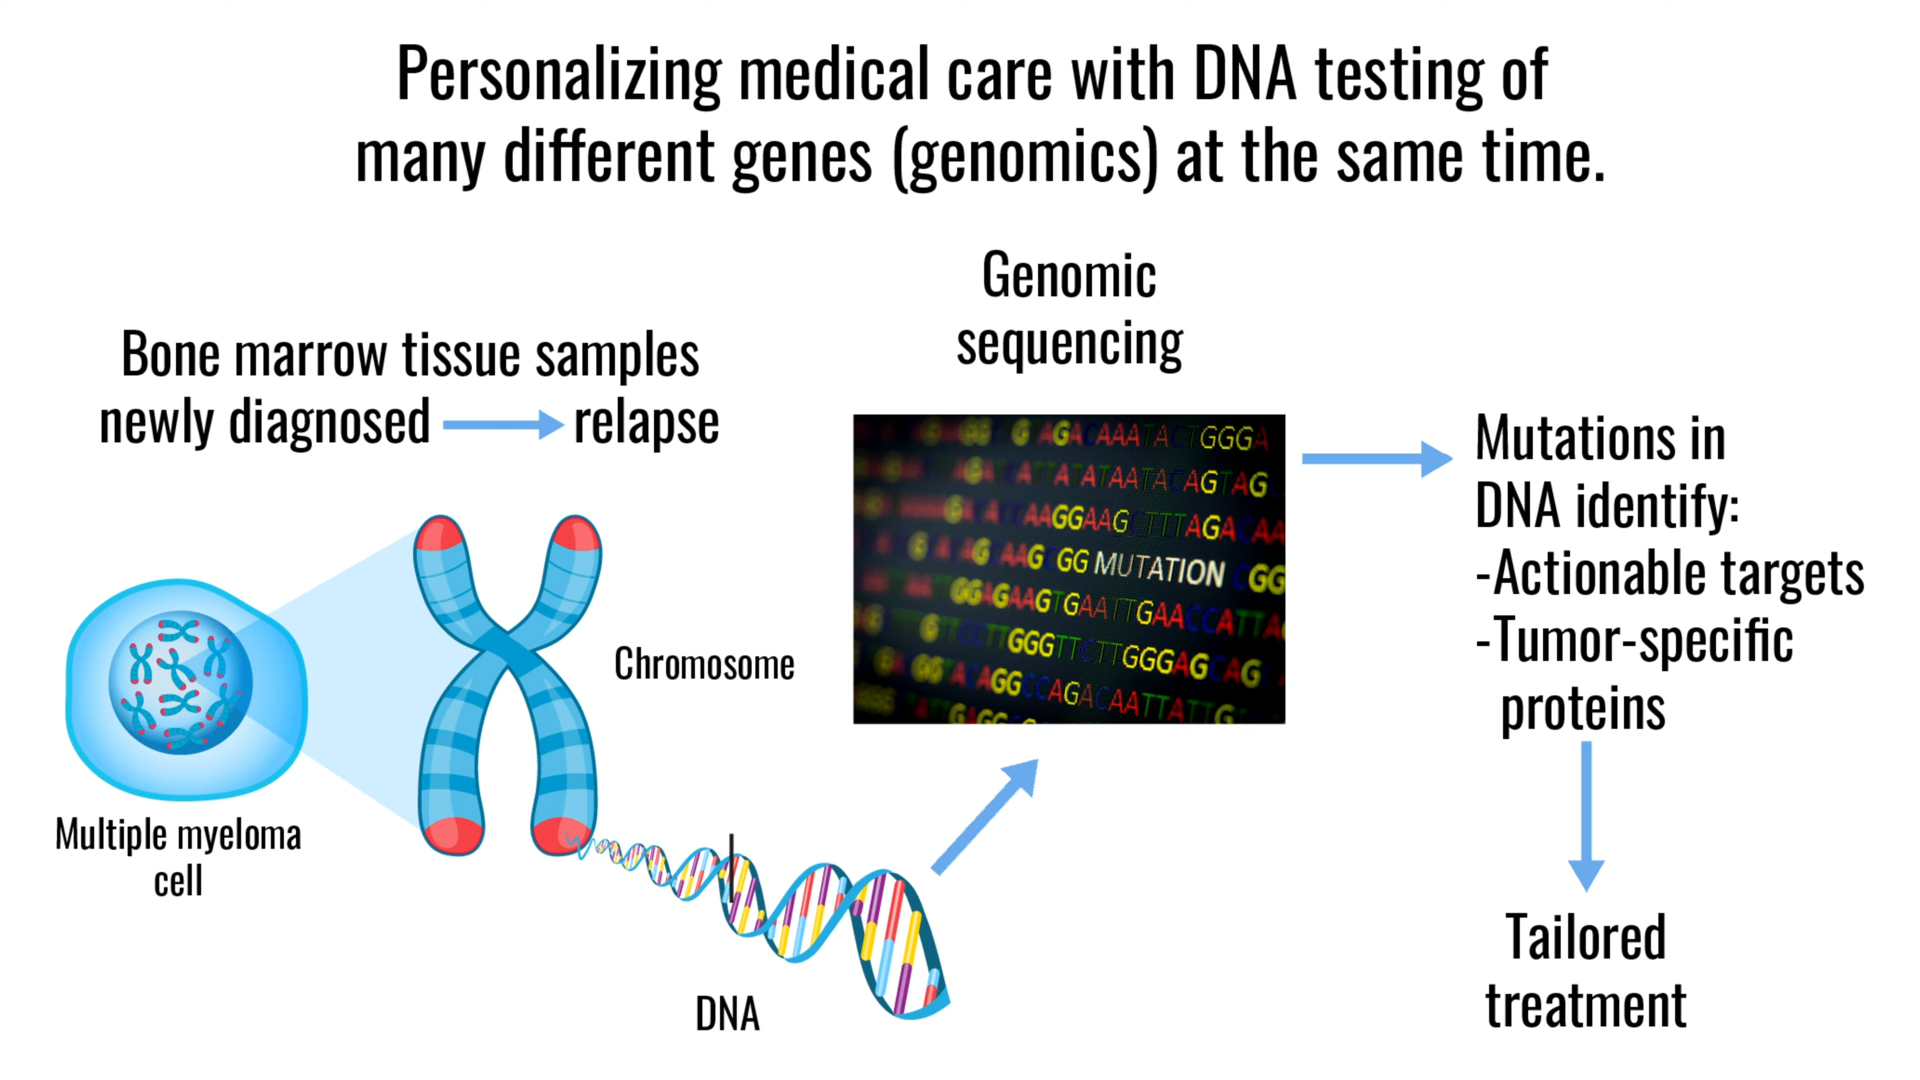 Personalizing medical care with DNA testing of
many different genes (genomics) at the same time.
Genomic
sequencing
Bone marrow tissue samples
newly diagnosed → relapse
Mutations in
DNA identify:
-Actionable targets
-Tumor-specific
proteins
Chromosome
Multiple myeloma
cell
DNA
Tailored
treatment
GG MUTATION